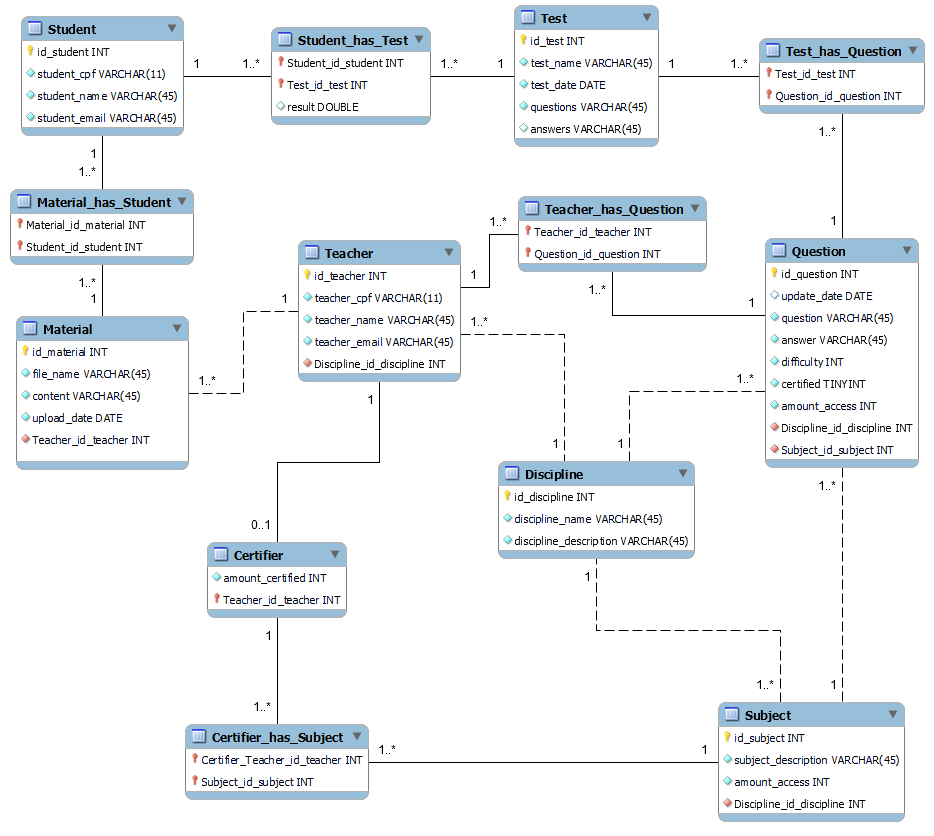 Student
id_student INT
student_cpf VARCHAR(11)
student_name VARCHAR(45)
student_email VARCHAR(45)
1
1..*
Student_has_Test
Student_id_student INT
Test_id_test INT
result DOUBLE
1..*
1
Test
id_test INT
test_name VARCHAR(45)
test_date DATE
questions VARCHAR(45)
answers VARCHAR(45)
1
1..*
Test_has_Question
Test_id_test INT
Question_id_question INT
1..*
1
1
1..*
Material_has_Student
Material_id_material INT
Student_id_student INT
1..*
1
Material
id_material INT
file_name VARCHAR(45)
content VARCHAR(45)
upload_date DATE
Teacher_id_teacher INT
1..*
1
Teacher
id_teacher INT
teacher_cpf VARCHAR(11)
teacher_name VARCHAR(45)
teacher_email VARCHAR(45)
Discipline_id_discipline INT
1
1..*
Teacher_has_Question
Teacher_id_teacher INT
Question_id_question INT
1..*
1
Question
id_question INT
update_date DATE
question VARCHAR(45)
answer VARCHAR(45)
difficulty INT
certified TINYINT
amount_access INT
Discipline_id_discipline INT
Subject_id_subject INT
1..*
1
1..*
1
1..*
1
Discipline
id_discipline INT
discipline_name VARCHAR(45)
discipline_description VARCHAR(45)
1
1..*
1
0..1
Certifier
amount_certified INT
Teacher_id_teacher INT
1
1..*
Certifier_has_Subject
Certifier_Teacher_id_teacher INT
Subject_id_subject INT
1..*
1
Subject
id_subject INT
subject_description VARCHAR(45)
amount_access INT
Discipline_id_discipline INT